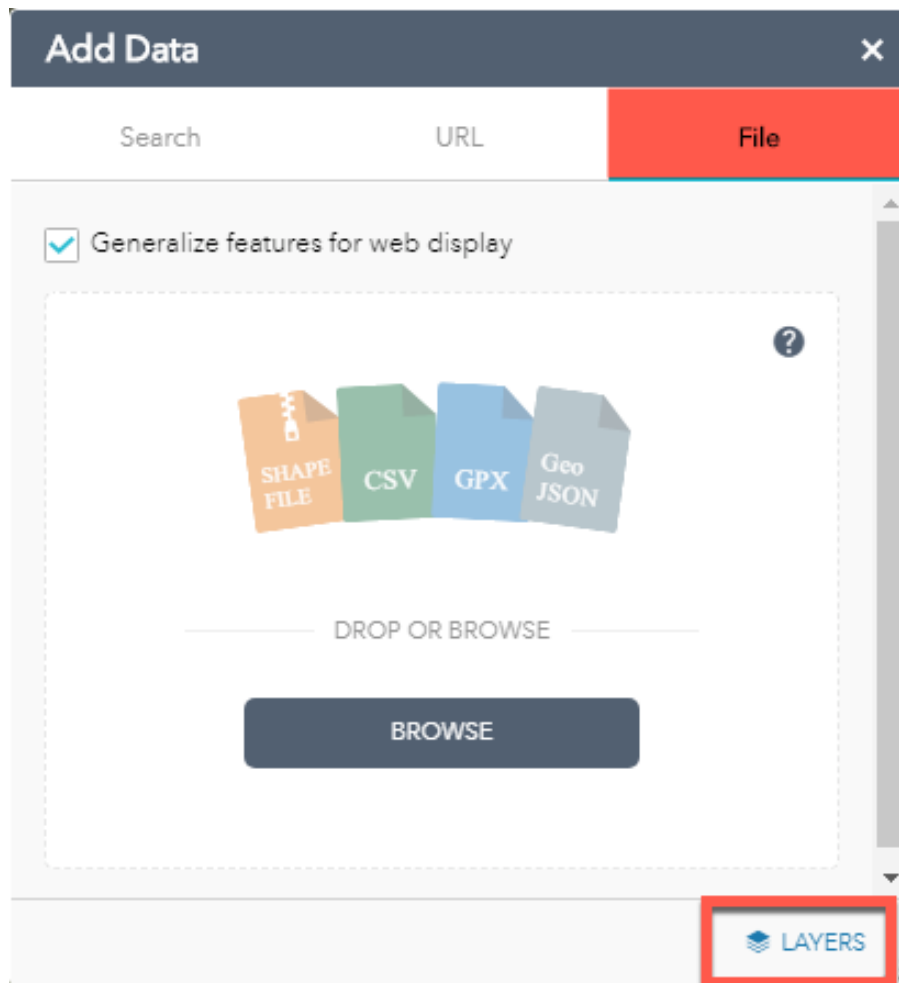 Add Data
Search URL File
Generalize features for web display
SHAPE
FILE
CSV
GPX
Geo
JSON
DROP OR BROWSE
BROWSE
LAYERS